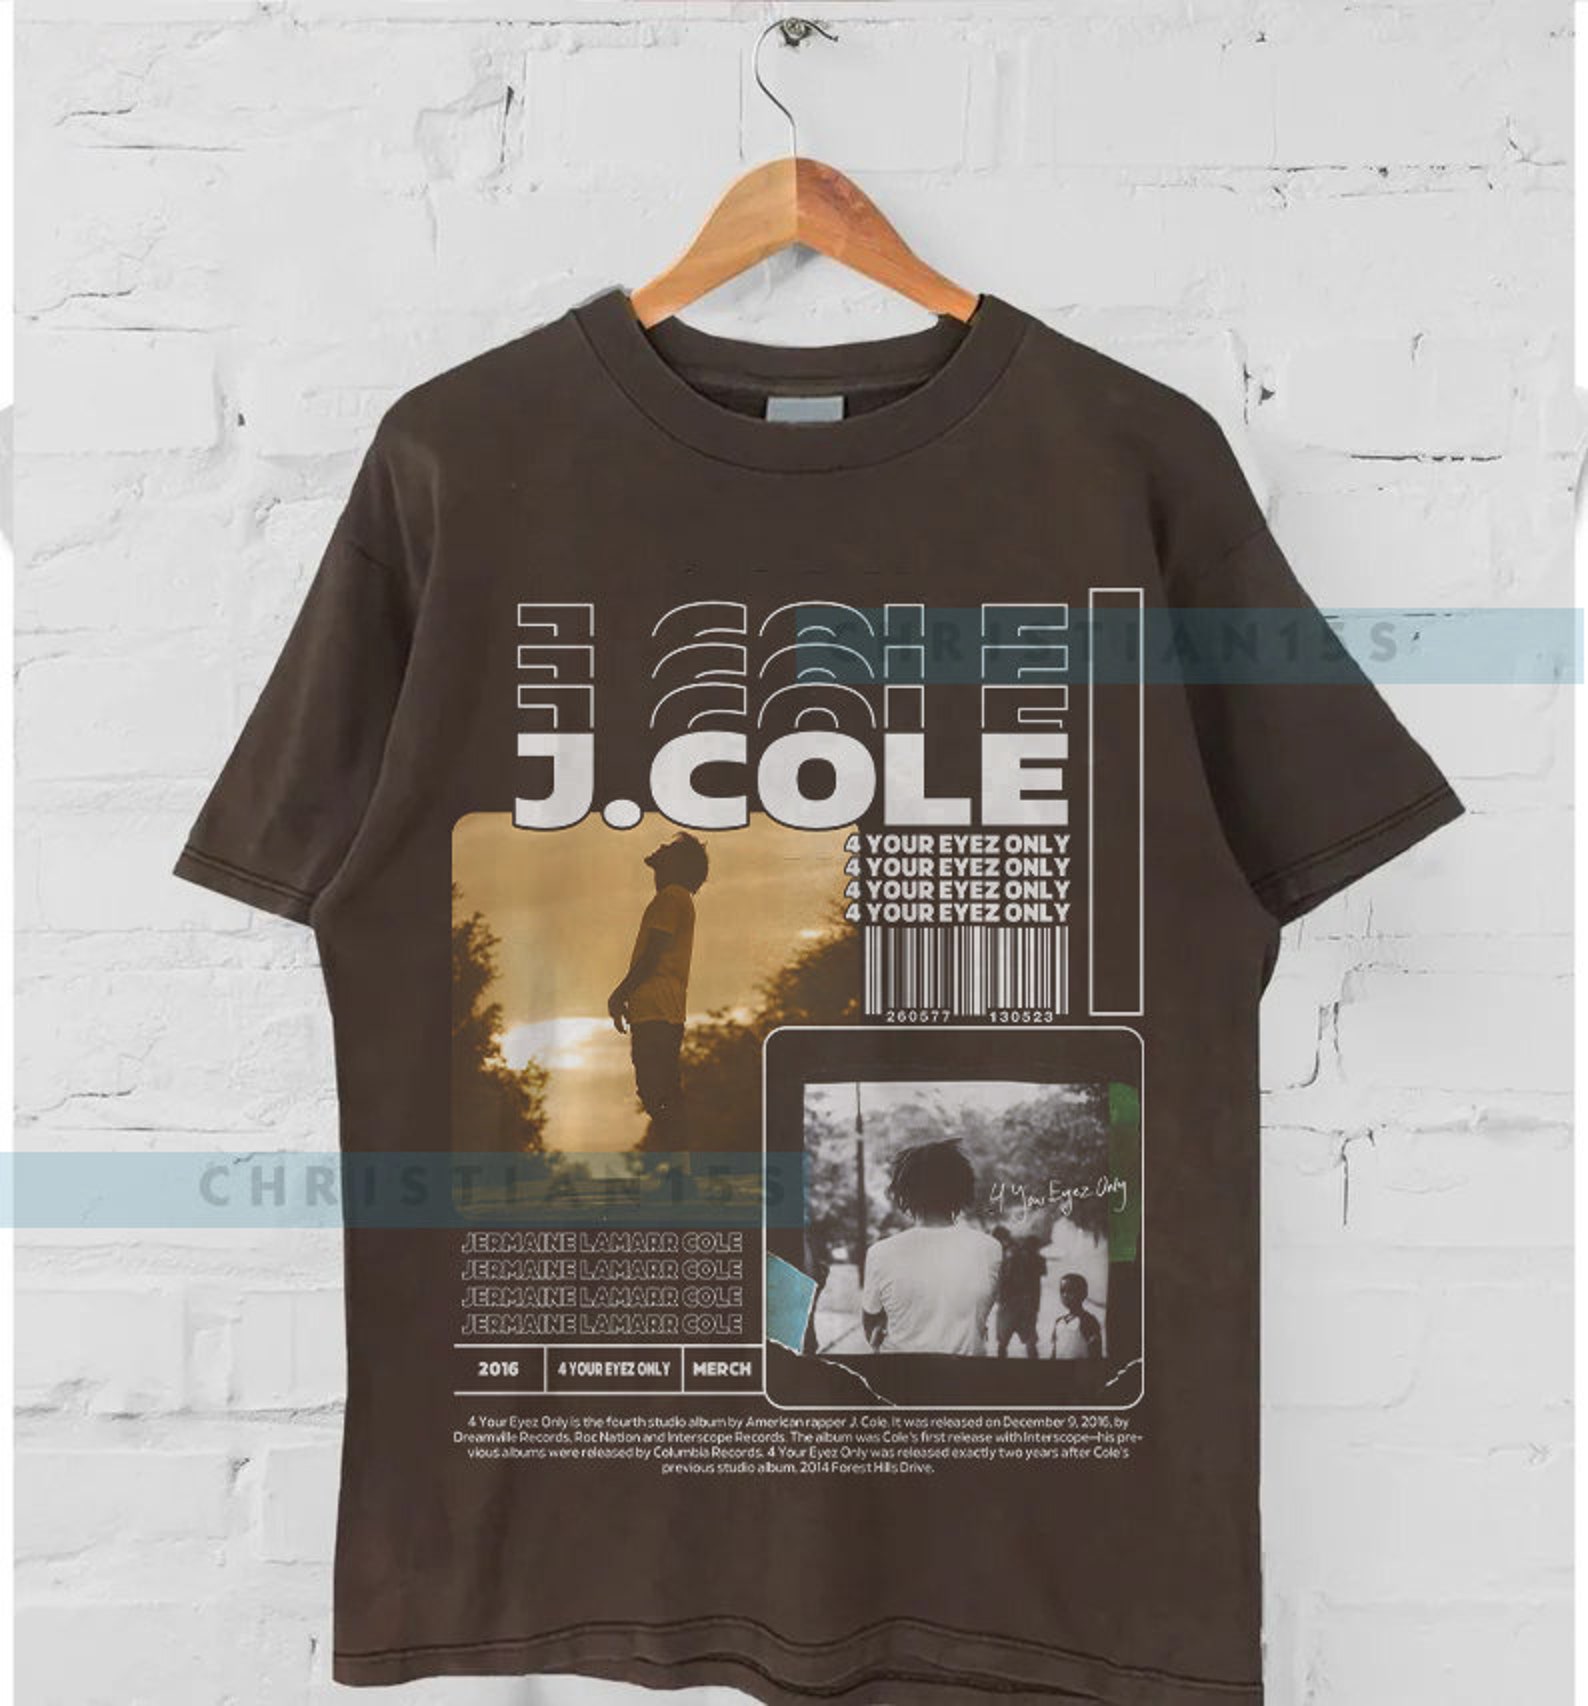 J.COLE
J.COLE
J.COLE
J.COLE
CHRISTIAN15S
4 YOUR EYEZ ONLY
4 YOUR EYEZ ONLY
4 YOUR EYEZ ONLY
4 YOUR EYEZ ONLY
260577 130523
CHRISTIAN15S
4 Your Eyez Only
JERMAINE LAMARR COLE
JERMAINE LAMARR COLE
JERMAINE LAMARR COLE
JERMAINE LAMARR COLE
2016 4 YOUR EYEZ ONLY MERCH
4 Your Eyez Only is the fourth studio album by American rapper J. Cole. It was released on December 9, 2016, by
Dreamville Records, Roc Nation and Interscope Records. The album was Cole's first release with Interscope—his pre-
vious albums were released by Columbia Records. 4 Your Eyez Only was released exactly two years after Cole's
previous studio album, 2014 Forest Hills Drive.